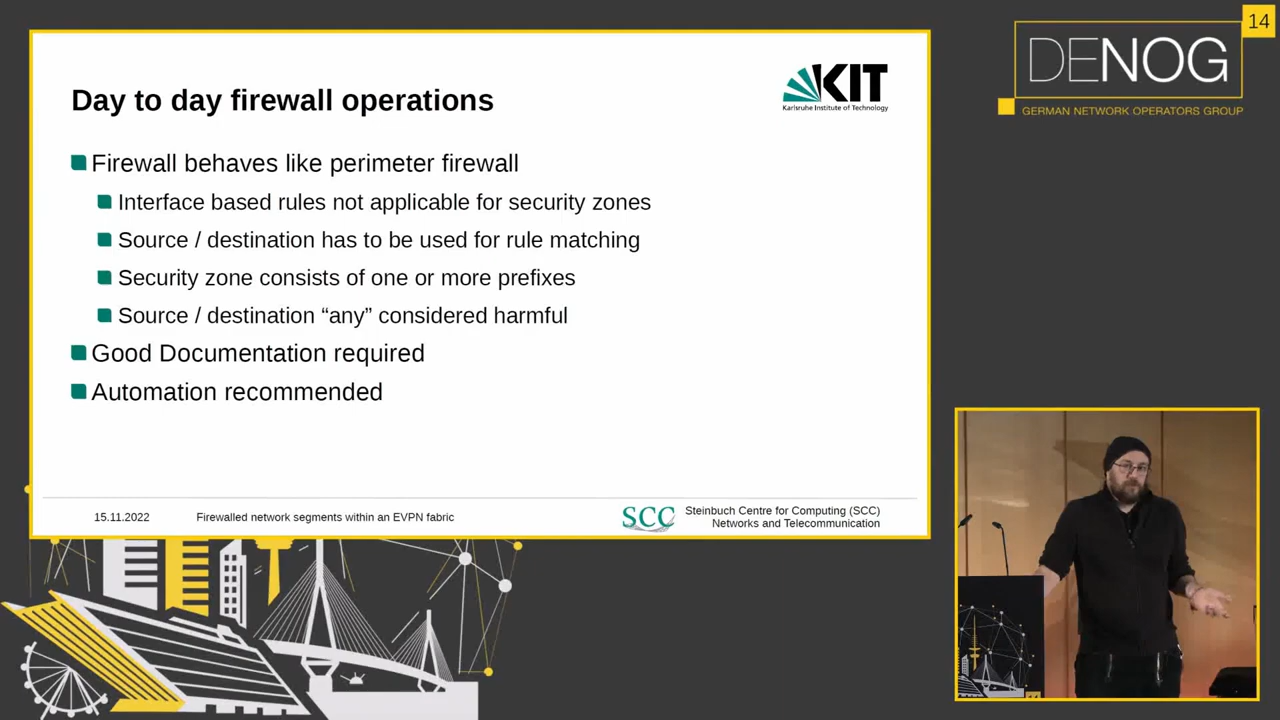 Day to day firewall operations
KIT
Karlsruhe Institute of Technology
Firewall behaves like perimeter firewall
Interface based rules not applicable for security zones
Source / destination has to be used for rule matching
Security zone consists of one or more prefixes
Source / destination “any” considered harmful
Good Documentation required
Automation recommended
15.11.2022
Firewalled network segments within an EVPN fabric
SCC
Steinbuch Centre for Computing (SCC)
Networks and Telecommunication
14
DENOG
GERMAN NETWORK OPERATORS GROUP